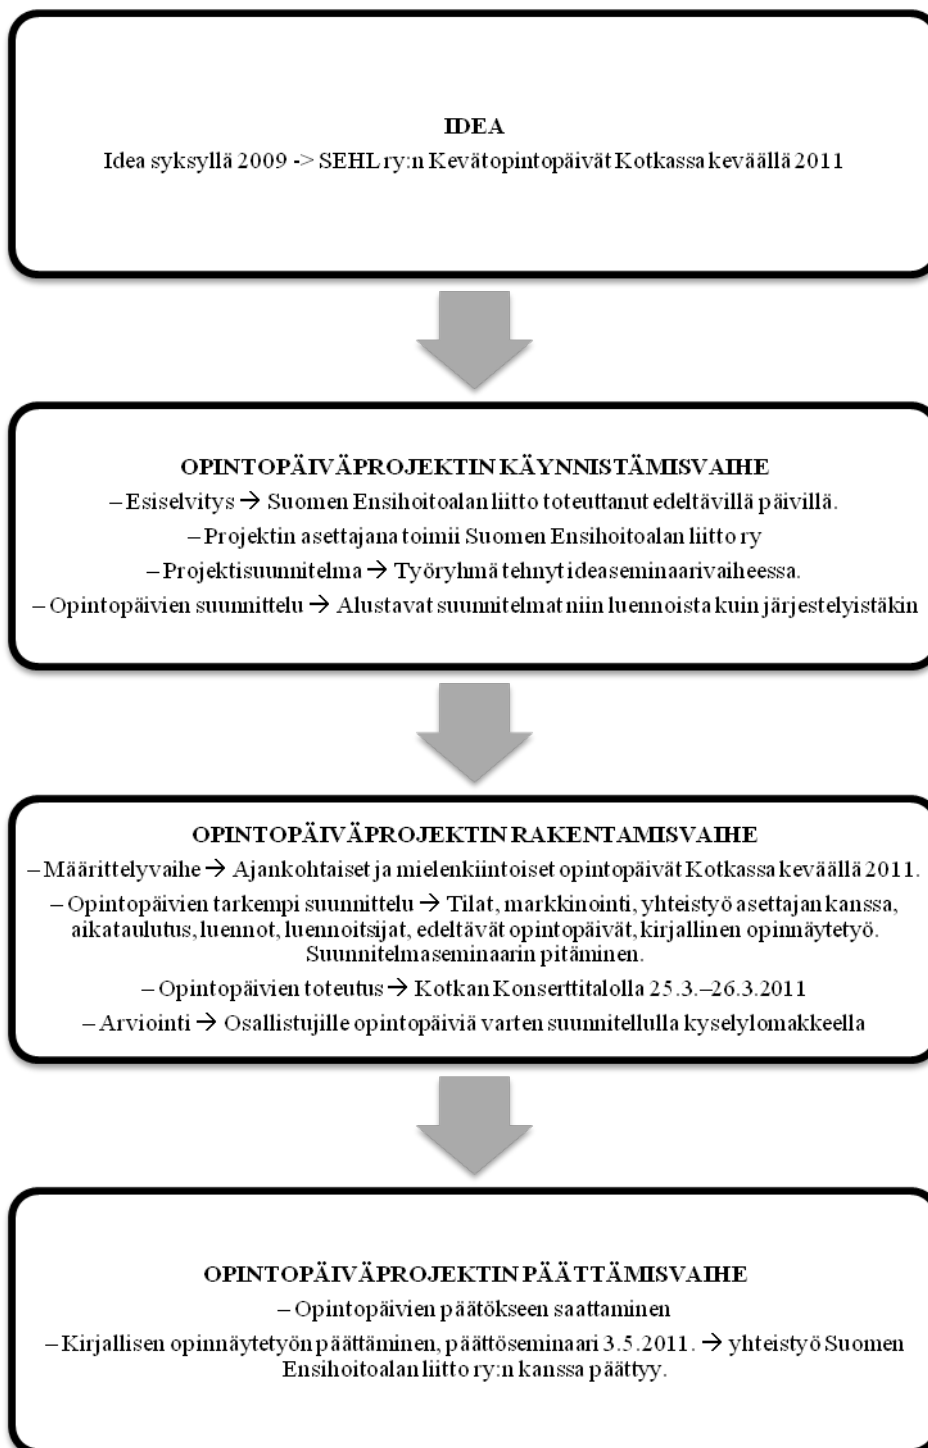 IDEA
Idea syksyllä 2009 -> SEHL ry:n Kevätopintopäivät Kotkassa keväällä 2011
OPINTOPÄIVÄPROJEKTIN KÄYNNISTÄMISVAIHE
– Esiselvitys → Suomen Ensihoitoalan liitto toteuttanut edeltävillä päivillä.
– Projektin asettajana toimii Suomen Ensihoitoalan liitto ry
– Projektisuunnitelma → Työryhmä tehnyt ideaseminaarivaiheessa.
– Opintopäivien suunnittelu → Alustavat suunnitelmat niin luennoista kuin järjestelyistäkin
OPINTOPÄIVÄPROJEKTIN RAKENTAMISVAIHE
– Määrittelyvaihe → Ajankohtaiset ja mielenkiintoiset opintopäivät Kotkassa keväällä 2011.
– Opintopäivien tarkempi suunnittelu → Tilat, markkinointi, yhteistyö asettajan kanssa,
aikataulutus, luennot, luennoitsijat, edeltävät opintopäivät, kirjallinen opinnäytetyö.
Suunnitelmaseminaarin pitäminen.
– Opintopäivien toteutus → Kotkan Konserttitalolla 25.3.–26.3.2011
– Arviointi → Osallistujille opintopäiviä varten suunnitellulla kyselylomakkeella
OPINTOPÄIVÄPROJEKTIN PÄÄTTÄMISVAIHE
– Opintopäivien päätökseen saattaminen
– Kirjallisen opinnäytetyön päättäminen, päättöseminaari 3.5.2011. → yhteistyö Suomen
Ensihoitoalan liitto ry:n kanssa päättyy.